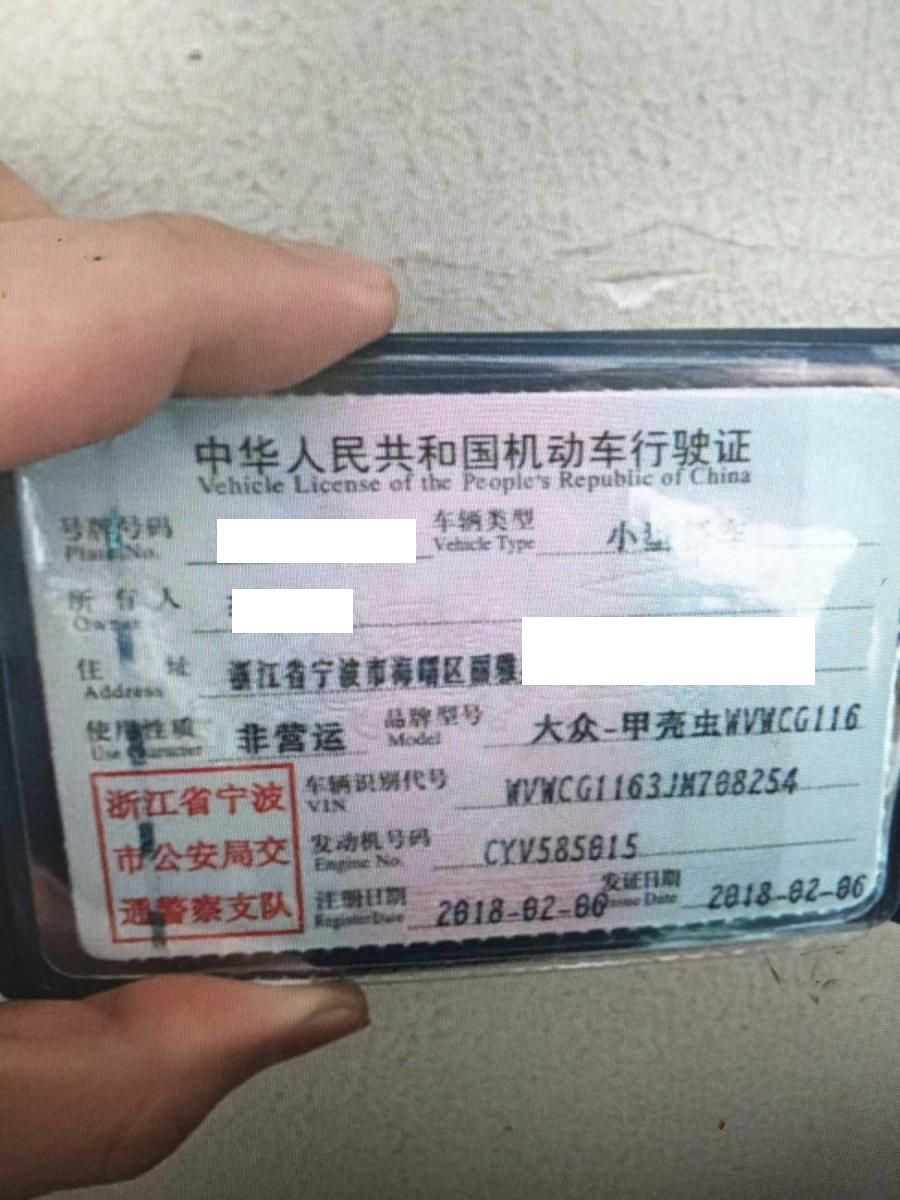 中华人民共和国机动车行驶证
Vehicle License of the People's Republic of China
号牌号码 车辆类型 小
Plate No. Vehicle Type
所有人
Owner
住址 浙江省宁波市海曙区丽雅
Address
使用性质 非营运 品牌型号 大众-甲壳虫WVWCG116
Use Character Model
浙江省宁波 车辆识别代号 WVWCG1163JM708254
VIN
市公安局交 发动机号码 CYV585015
Engine No.
通警察支队 注册日期 2018-02-06 发证日期 2018-02-06
Register Date Issue Date